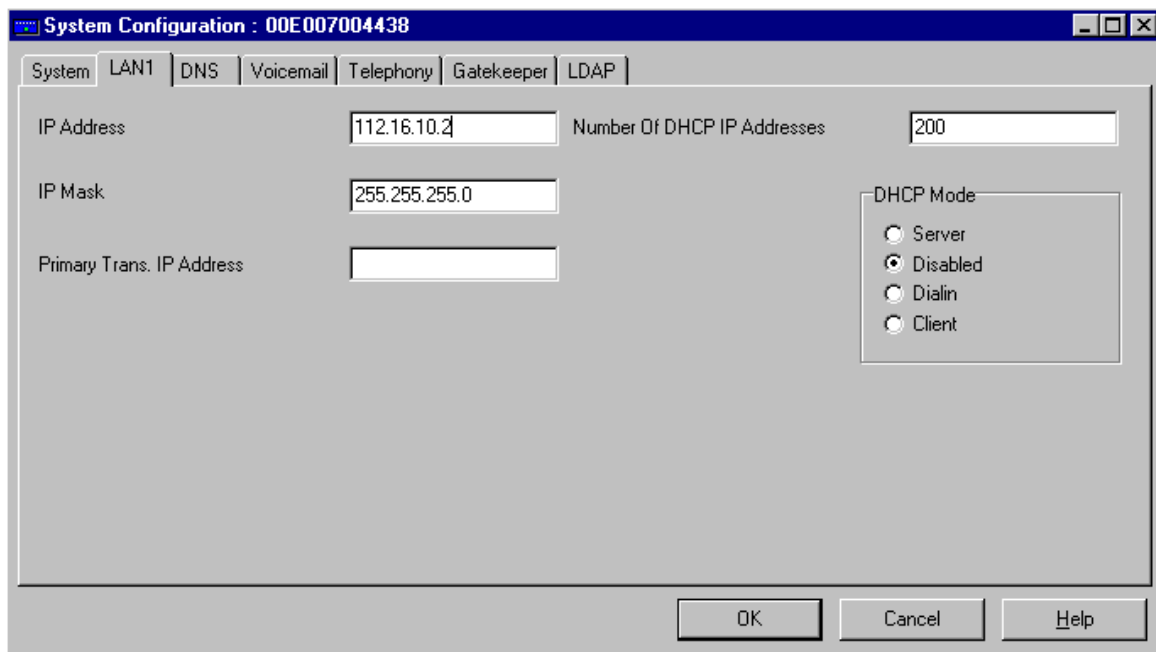 System Configuration : 00E007004438
System LAN1 DNS Voicemail Telephony Gatekeeper LDAP
IP Address 112.16.10.2 Number Of DHCP IP Addresses 200
IP Mask 255.255.255.0
DHCP Mode
Server
Primary Trans. IP Address
Disabled
Dialin
Client
OK Cancel Help